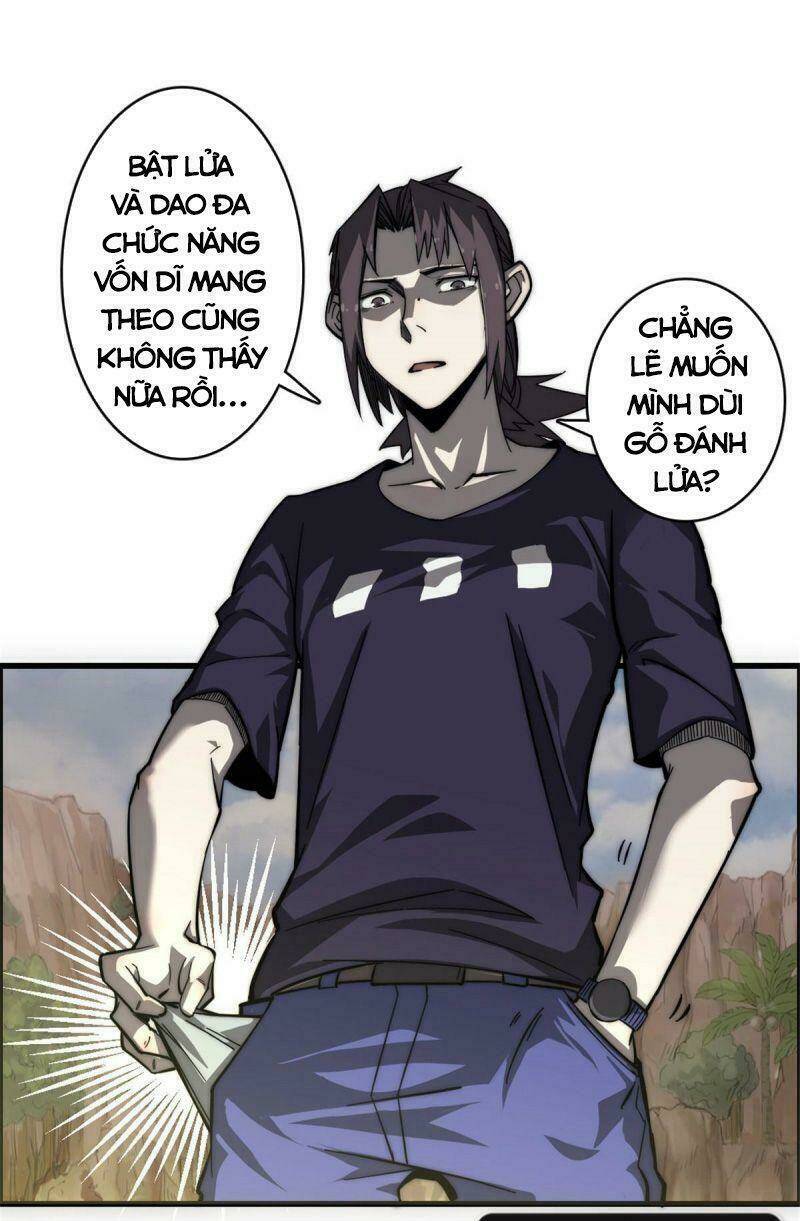 BẬT LỬA
VÀ DAO ĐA
CHỨC NĂNG
VỐN DĨ MANG
THEO CŨNG
KHÔNG THẤY
NỮA RỒI...
CHẲNG
LẼ MUỐN
MÌNH DÙI
GỖ ĐÁNH
LỬA?